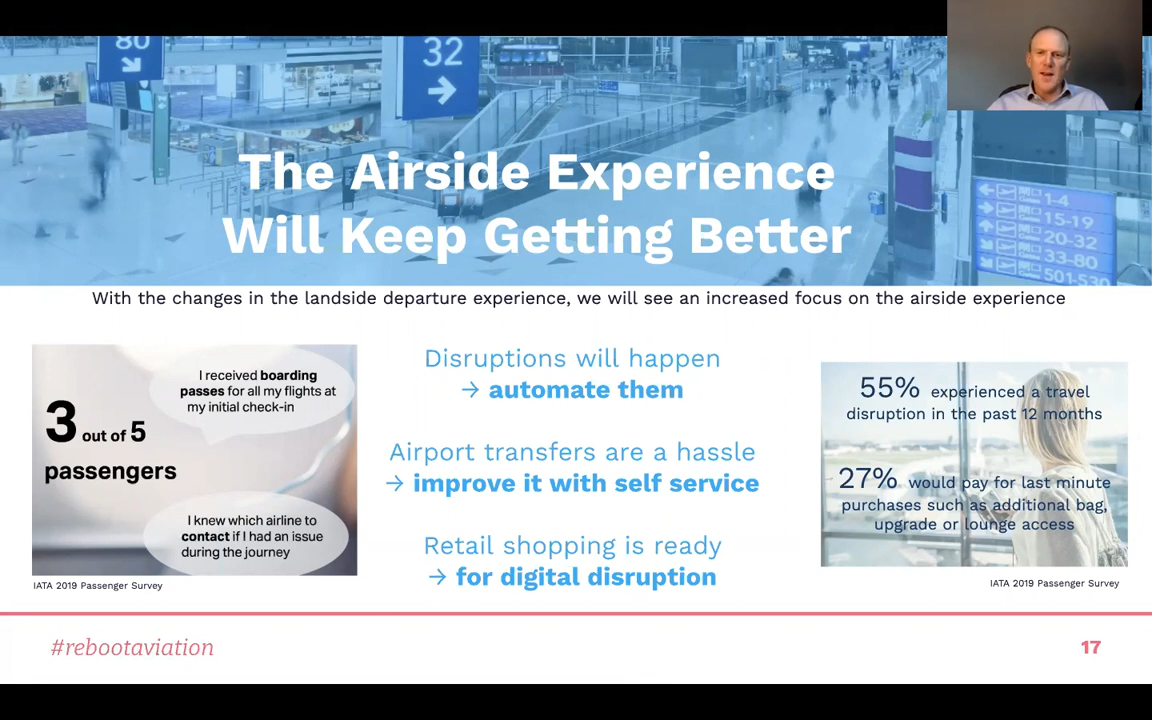 80
32
The Airside Experience
Will Keep Getting Better
1-4
15-19
20-32
33-80
501-530
With the changes in the landside departure experience, we will see an increased focus on the airside experience
3 out of 5
passengers
I received boarding
passes for all my flights at
my initial check-in
I knew which airline to
contact if I had an issue
during the journey
IATA 2019 Passenger Survey
Disruptions will happen
→ automate them
Airport transfers are a hassle
→ improve it with self service
Retail shopping is ready
→ for digital disruption
55% experienced a travel
disruption in the past 12 months
27% would pay for last minute
purchases such as additional bag,
upgrade or lounge access
IATA 2019 Passenger Survey
#rebootaviation
17